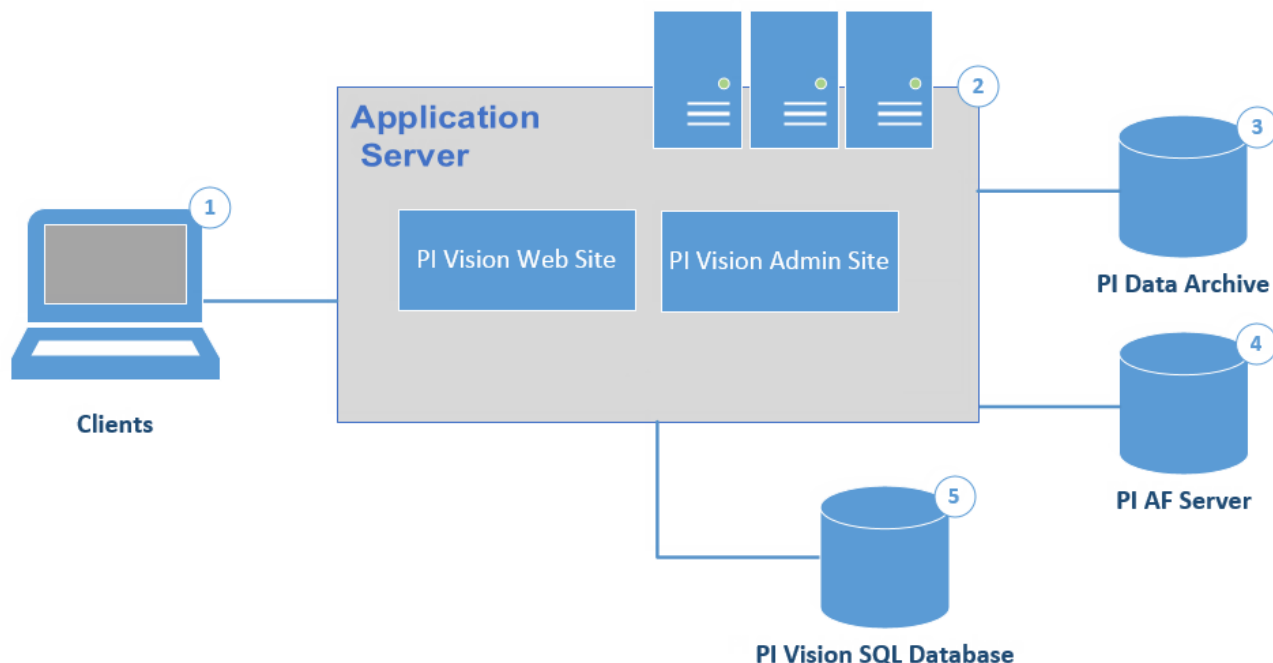 2
Application
Server
3
1
PI Vision Web Site
PI Vision Admin Site
PI Data Archive
4
Clients
5
PI AF Server
PI Vision SQL Database